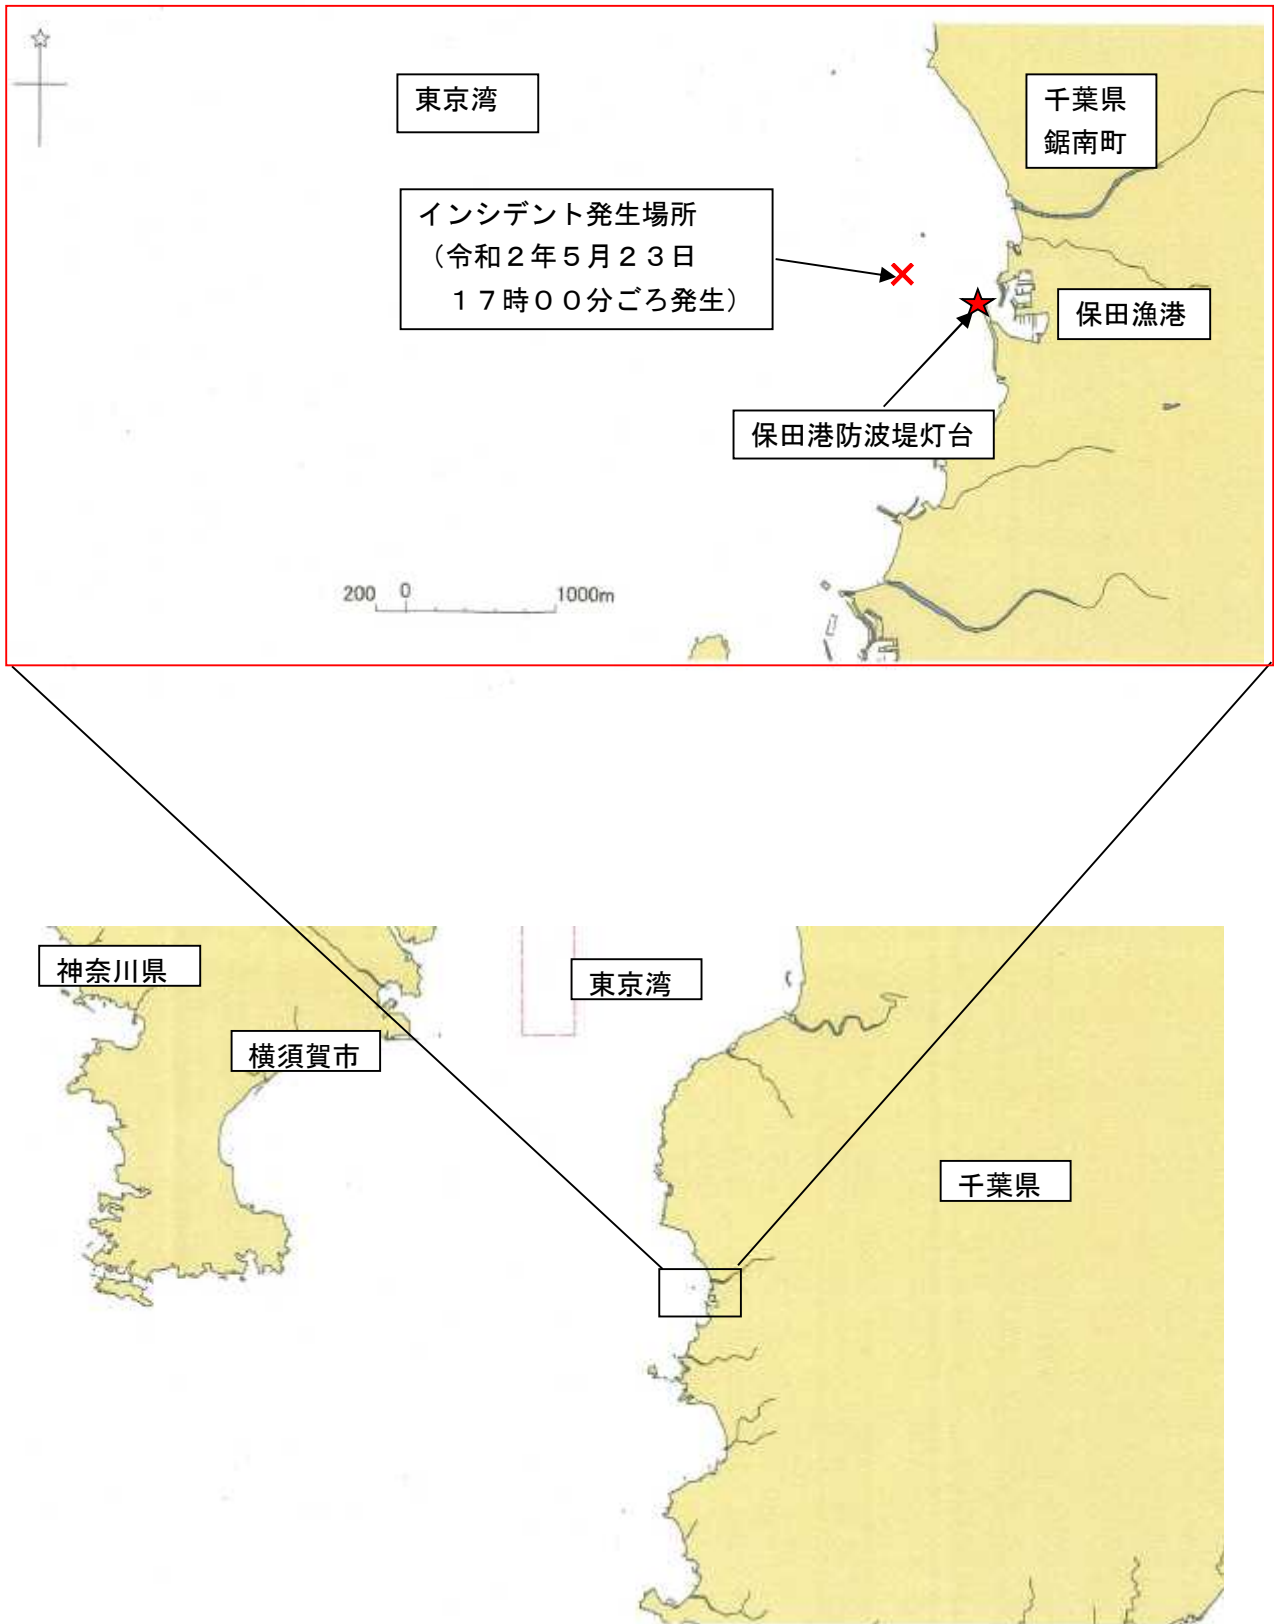 東京湾
千葉県
鋸南町
インシデント発生場所
（令和２年５月２３日
１７時００分ごろ発生）
保田漁港
保田港防波堤灯台
200 0 1000m
神奈川県
東京湾
横須賀市
千葉県